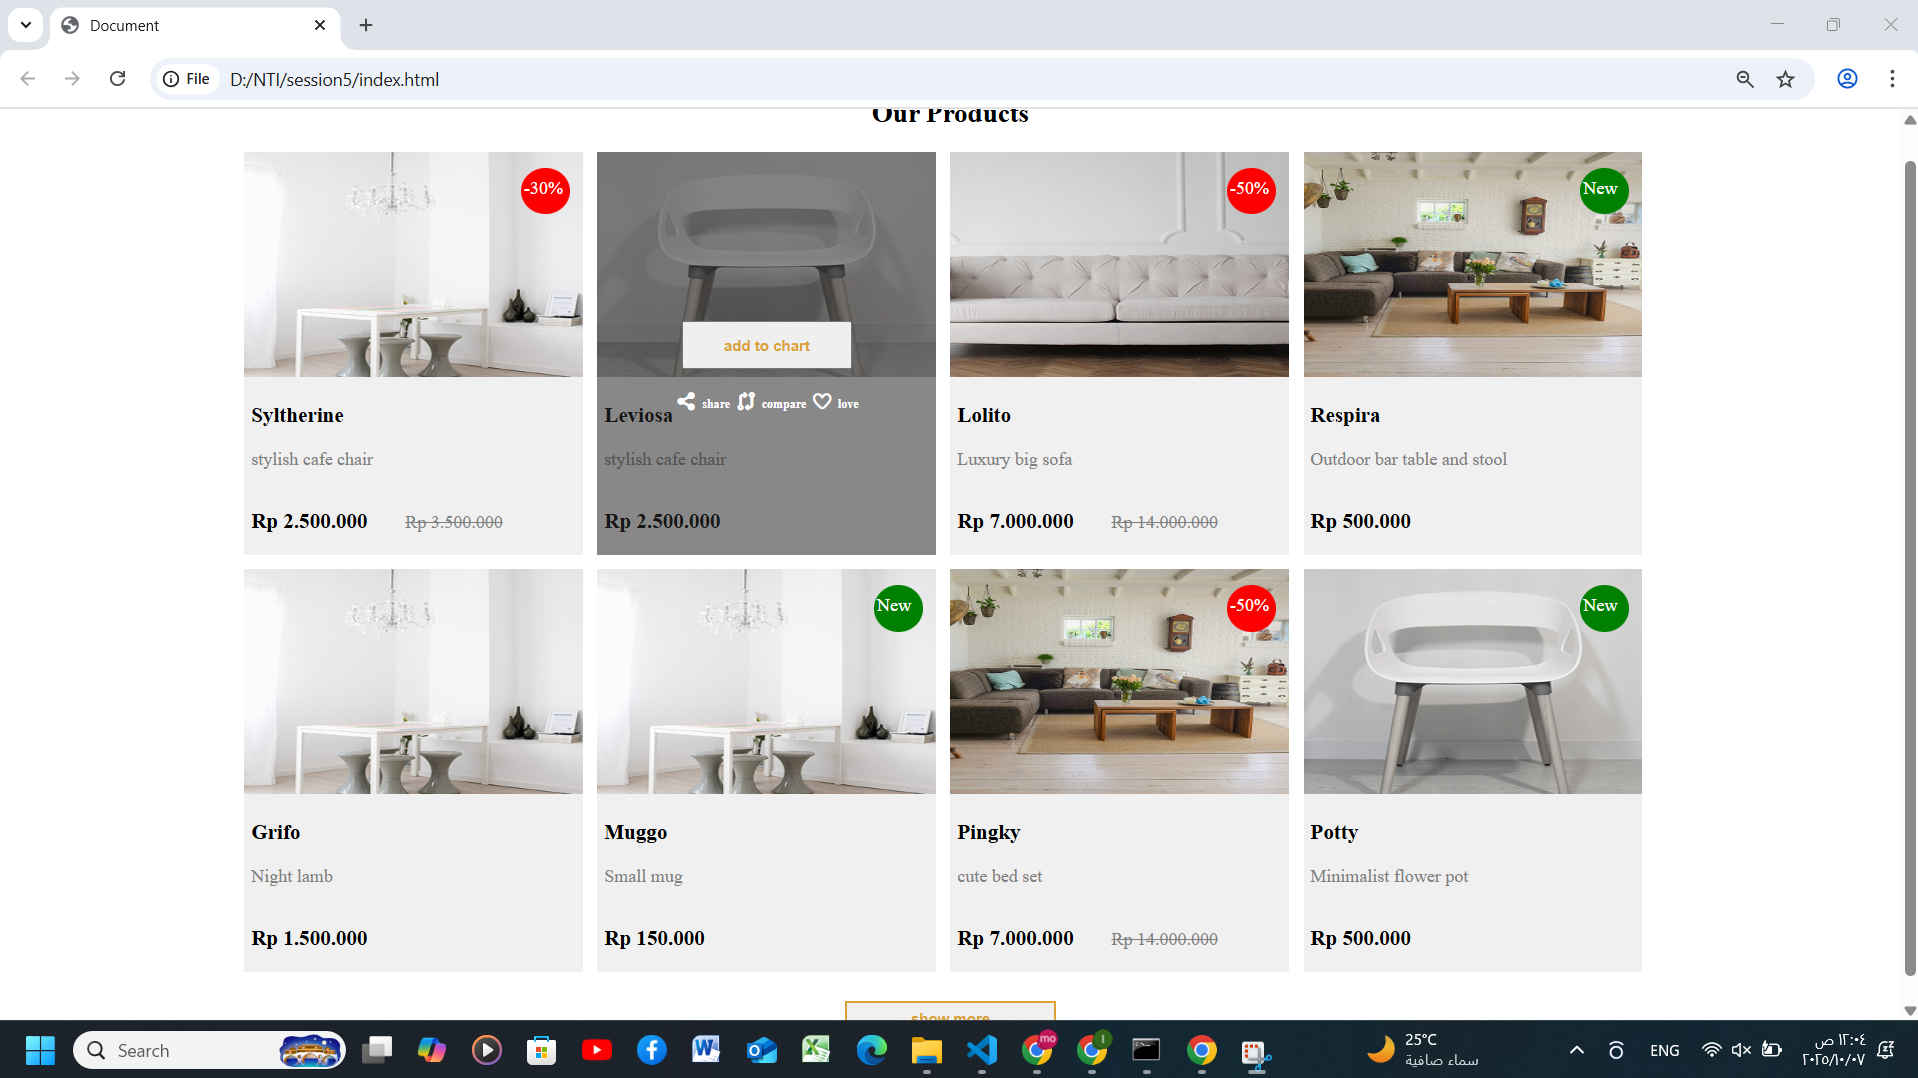 Document
File
D:/NTI/session5/index.html
Our Products
-30%
-50%
New
add to chart
share compare love
Syltherine
Leviosa
Lolito
Respira
stylish cafe chair
stylish cafe chair
Luxury big sofa
Outdoor bar table and stool
Rp 2.500.000 Rp 3.500.000
Rp 2.500.000
Rp 7.000.000 Rp 14.000.000
Rp 500.000
New
-50%
New
Grifo
Muggo
Pingky
Potty
Night lamb
Small mug
cute bed set
Minimalist flower pot
Rp 1.500.000
Rp 150.000
Rp 7.000.000 Rp 14.000.000
Rp 500.000
show more
Search
mo
I
25°C
سماء صافية
ENG
١٢:٠٤ ص
٢٠٢٥/١٠/٠٧